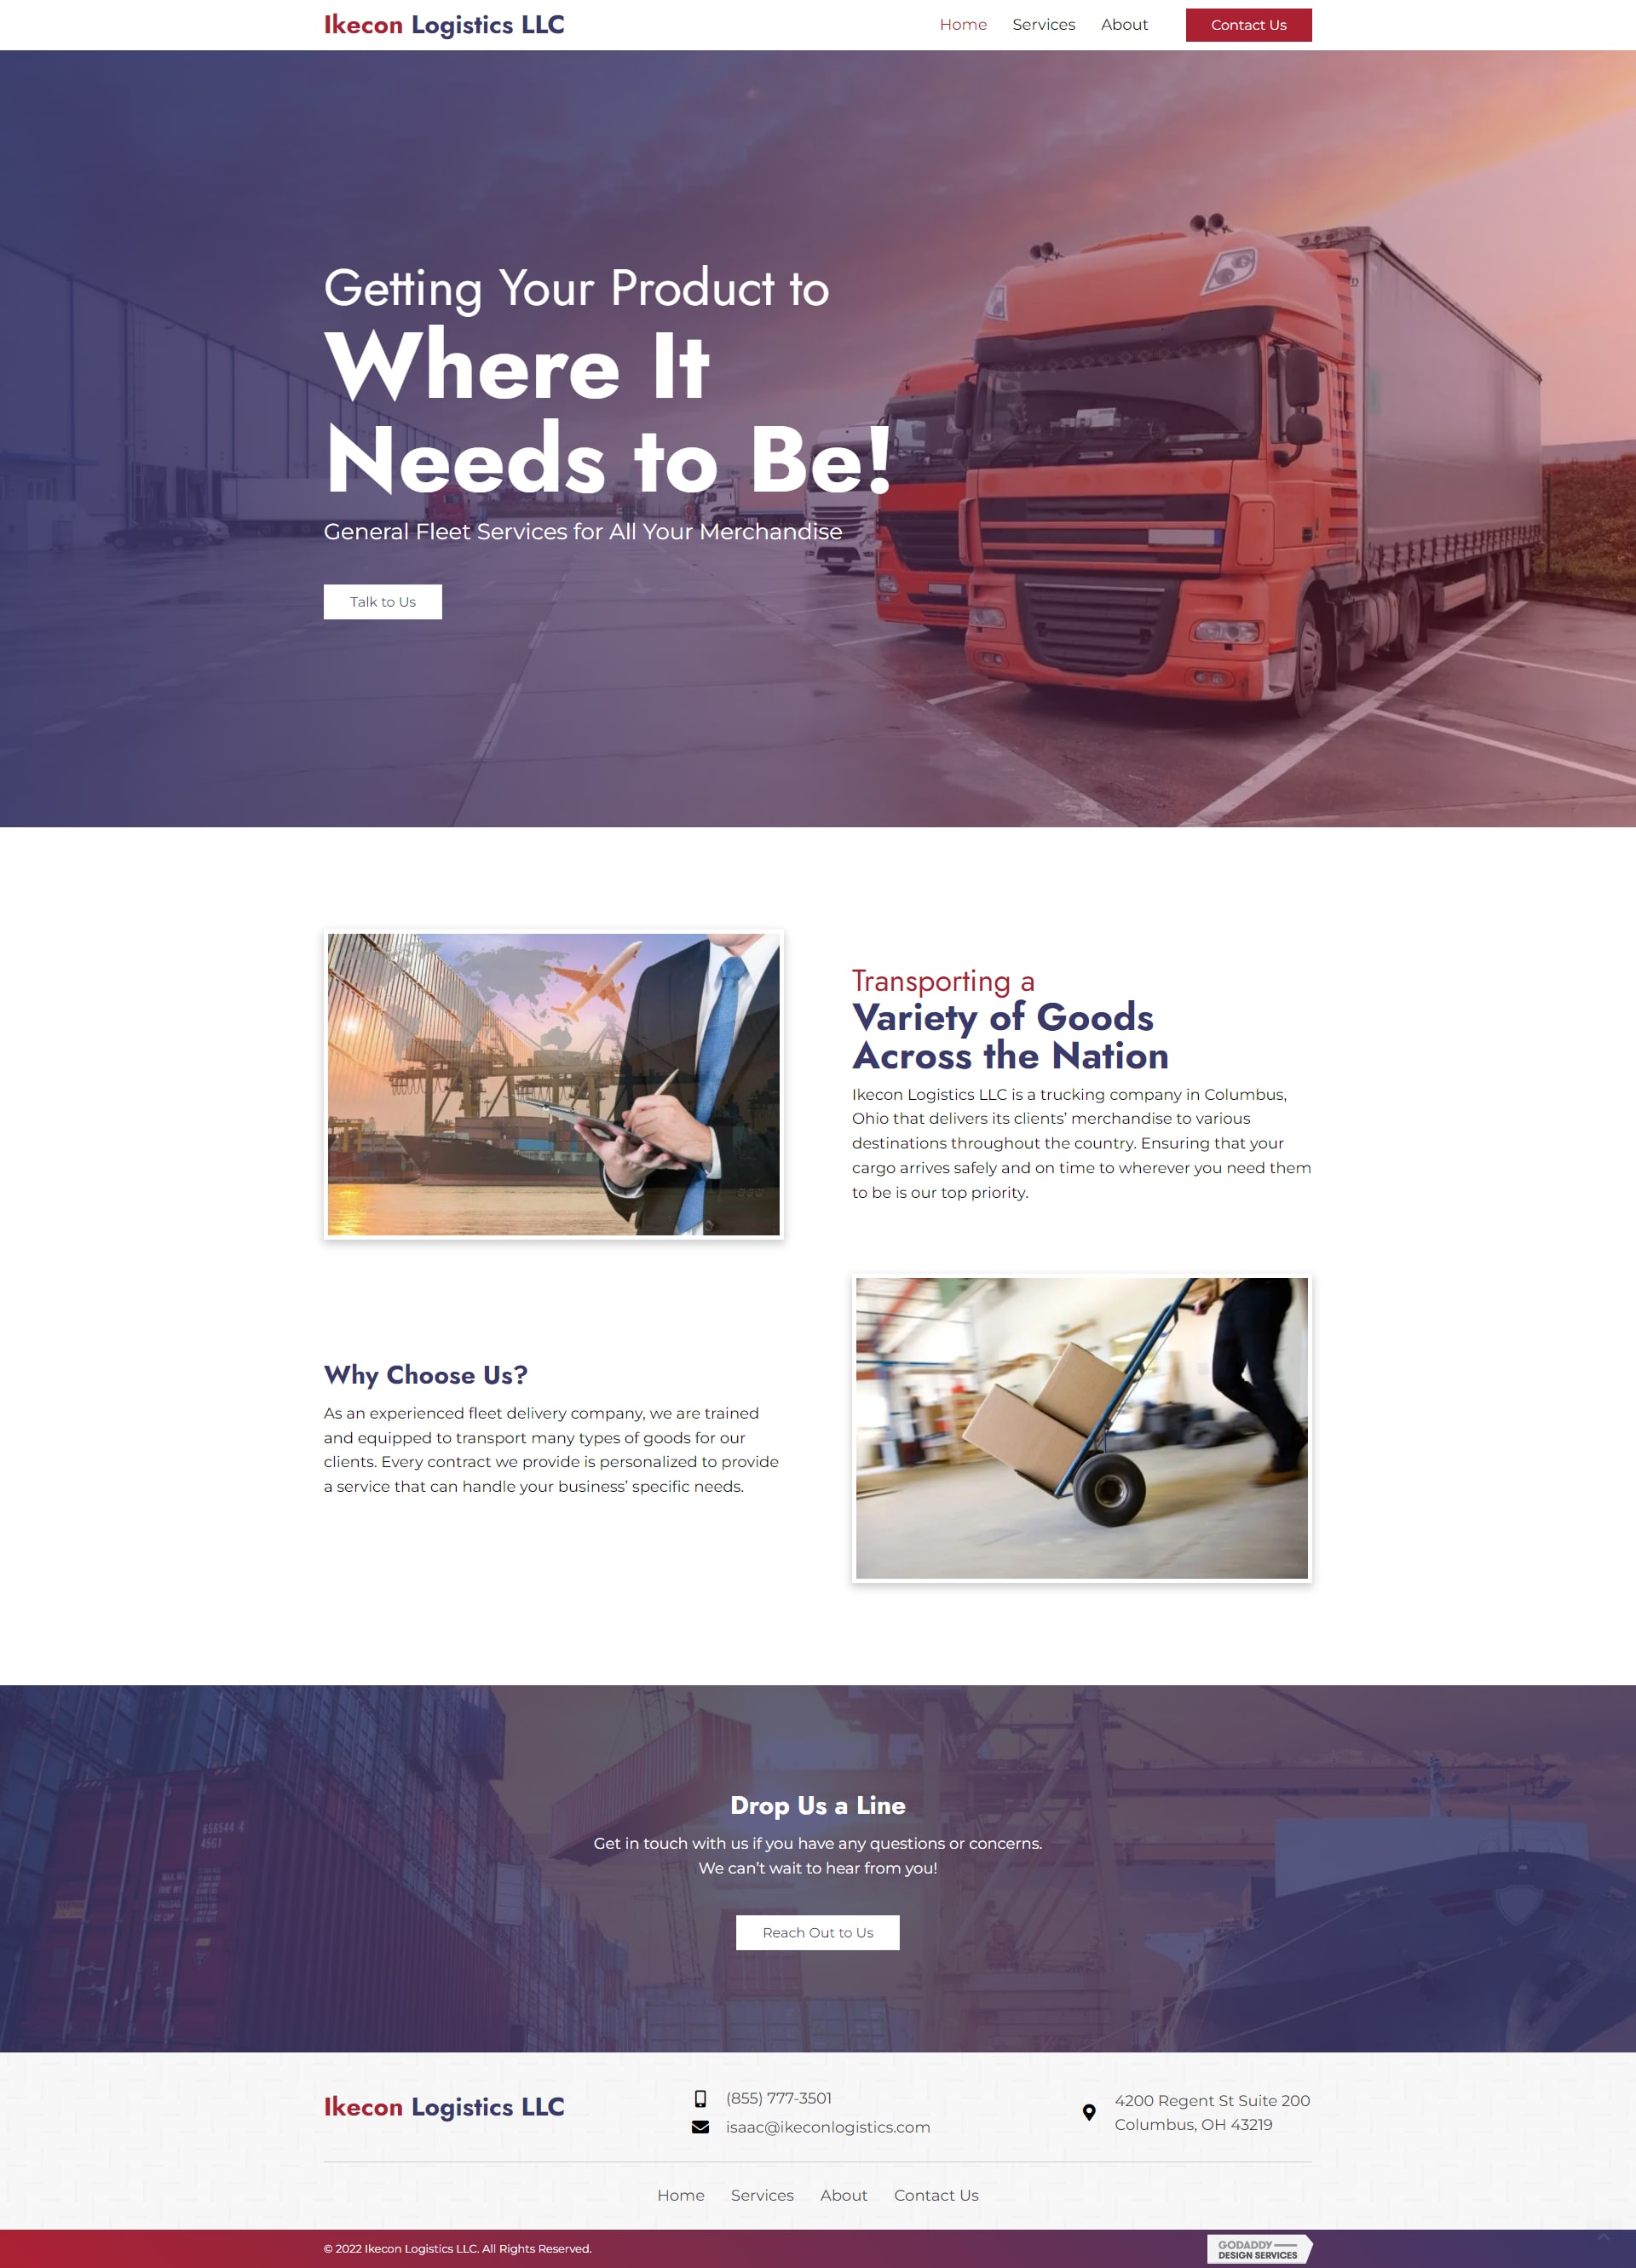 Ikecon Logistics LLC
Home Services About Contact Us
Getting Your Product to
Where It
Needs to Be!
General Fleet Services for All Your Merchandise
Talk to Us
Transporting a
Variety of Goods
Across the Nation
Ikecon Logistics LLC is a trucking company in Columbus,
Ohio that delivers its clients’ merchandise to various
destinations throughout the country. Ensuring that your
cargo arrives safely and on time to wherever you need them
to be is our top priority.
Why Choose Us?
As an experienced fleet delivery company, we are trained
and equipped to transport many types of goods for our
clients. Every contract we provide is personalized to provide
a service that can handle your business’ specific needs.
Drop Us a Line
Get in touch with us if you have any questions or concerns.
We can’t wait to hear from you!
Reach Out to Us
Ikecon Logistics LLC
(855) 777-3501
isaac@ikeconlogistics.com
4200 Regent St Suite 200
Columbus, OH 43219
Home Services About Contact Us
© 2022 Ikecon Logistics LLC. All Rights Reserved.
GODADDY
DESIGN SERVICES